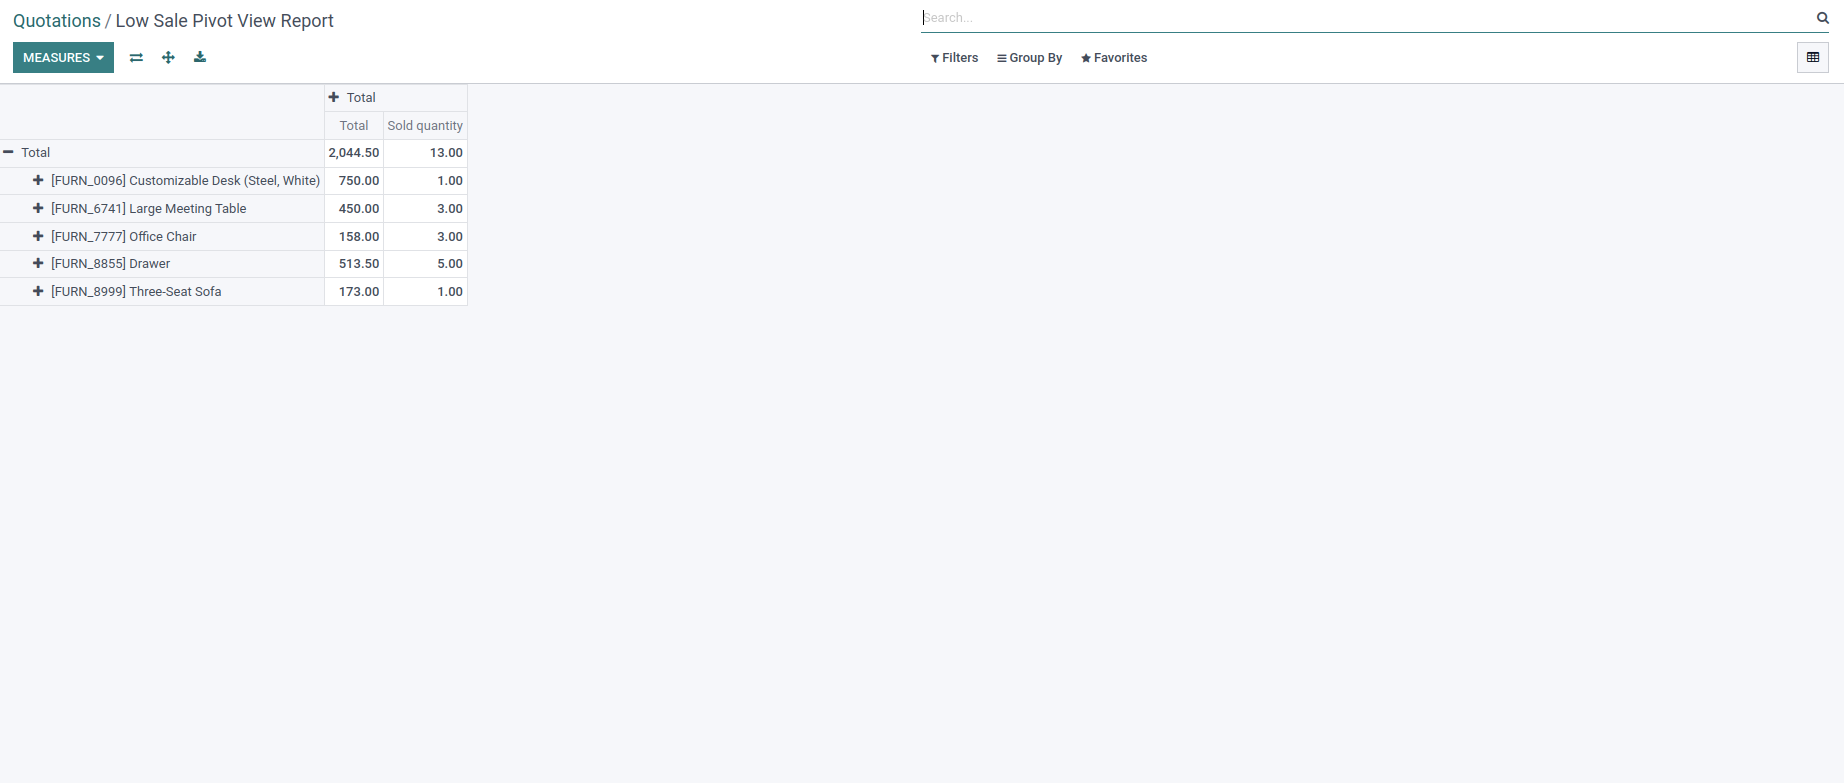 Quotations / Low Sale Pivot View Report
Search...
MEASURES
Filters Group By Favorites
Total
Total Sold quantity
Total 2,044.50 13.00
[FURN_0096] Customizable Desk (Steel, White) 750.00 1.00
[FURN_6741] Large Meeting Table 450.00 3.00
[FURN_7777] Office Chair 158.00 3.00
[FURN_8855] Drawer 513.50 5.00
[FURN_8999] Three-Seat Sofa 173.00 1.00